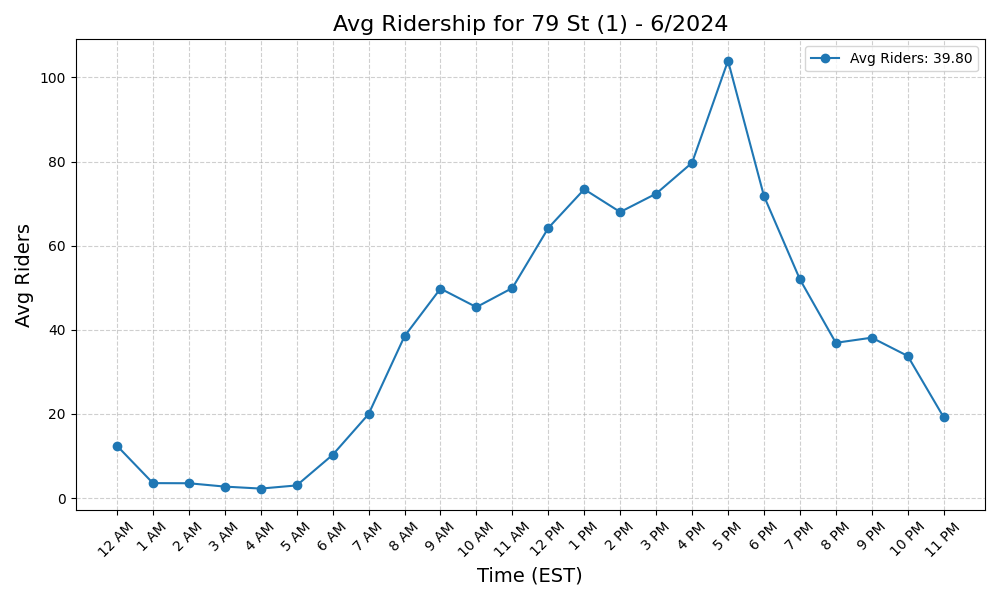 Avg Ridership for 79 St (1) - 6/2024
Avg Riders: 39.80
Avg Riders
100
80
60
40
20
0
12 AM
1 AM
2 AM
3 AM
4 AM
5 AM
6 AM
7 AM
8 AM
9 AM
10 AM
11 AM
12 PM
1 PM
2 PM
3 PM
4 PM
5 PM
6 PM
7 PM
8 PM
9 PM
10 PM
11 PM
Time (EST)